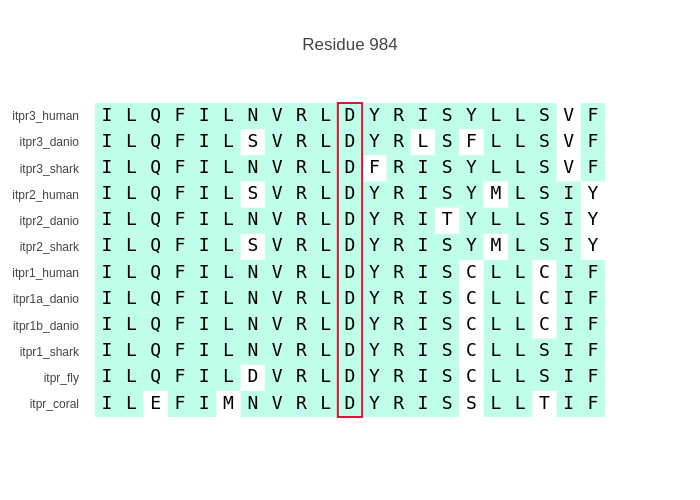 Residue 984
itpr3_human I L Q F I L N V R L D Y R I S Y L L S V F
itpr3_danio I L Q F I L S V R L D Y R L S F L L S V F
itpr3_shark I L Q F I L N V R L D F R I S Y L L S V F
itpr2_human I L Q F I L S V R L D Y R I S Y M L S I Y
itpr2_danio I L Q F I L N V R L D Y R I T Y L L S I Y
itpr2_shark I L Q F I L S V R L D Y R I S Y M L S I Y
itpr1_human I L Q F I L N V R L D Y R I S C L L C I F
itpr1a_danio I L Q F I L N V R L D Y R I S C L L C I F
itpr1b_danio I L Q F I L N V R L D Y R I S C L L C I F
itpr1_shark I L Q F I L N V R L D Y R I S C L L S I F
itpr_fly I L Q F I L D V R L D Y R I S C L L S I F
itpr_coral I L E F I M N V R L D Y R I S S L L T I F